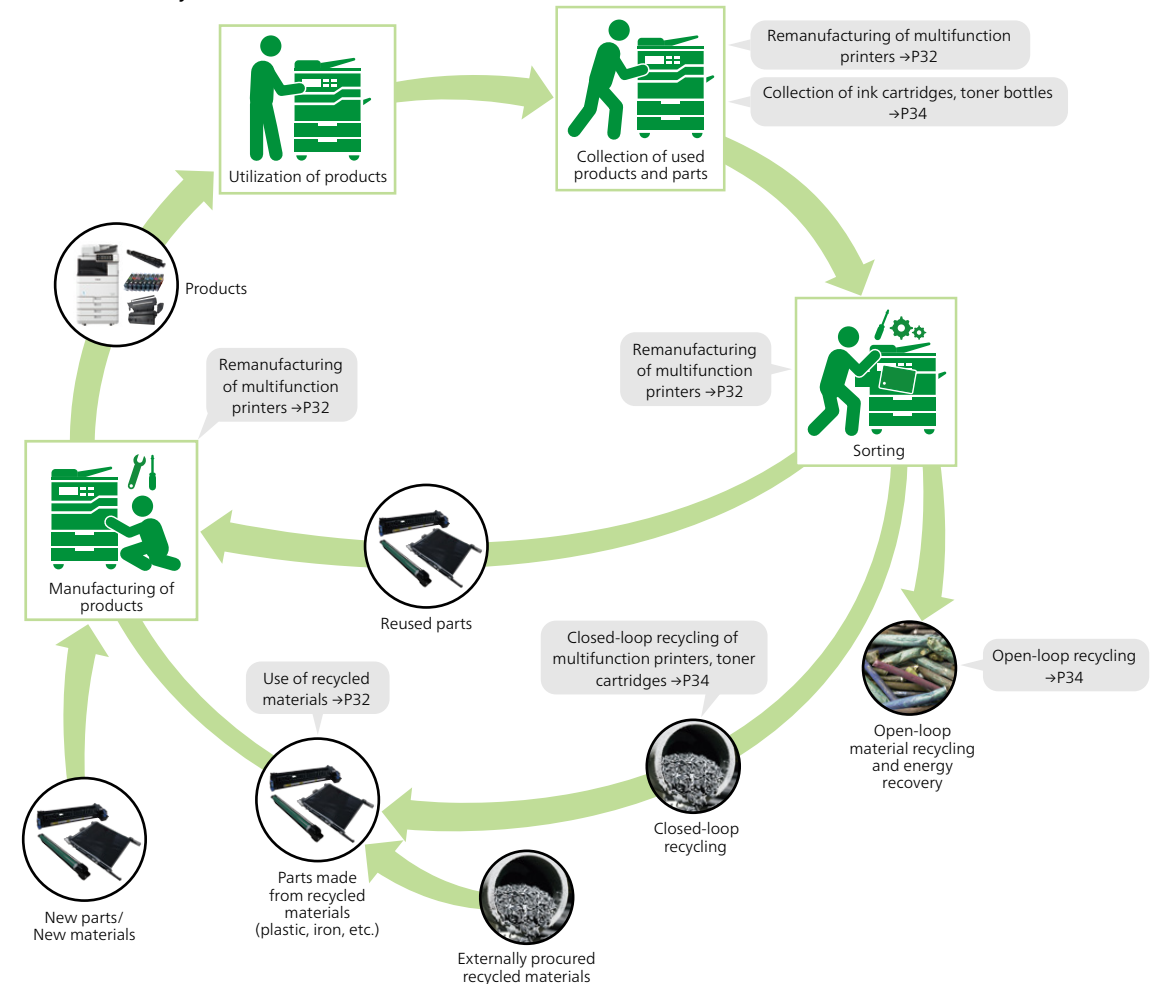 Remanufacturing of multifunction
printers →P32
Collection of ink cartridges, toner bottles
→P34
Utilization of products
Collection of used
products and parts
Products
Remanufacturing
of multifunction
printers →P32
Remanufacturing
of multifunction
printers →P32
Sorting
Manufacturing of
products
Reused parts
Closed-loop recycling of
multifunction printers, toner
cartridges →P34
Open-loop recycling
→P34
Use of recycled
materials →P32
Open-loop
material recycling
and energy
recovery
Closed-loop
recycling
Parts made
from recycled
materials
(plastic, iron, etc.)
New parts/
New materials
Externally procured
recycled materials